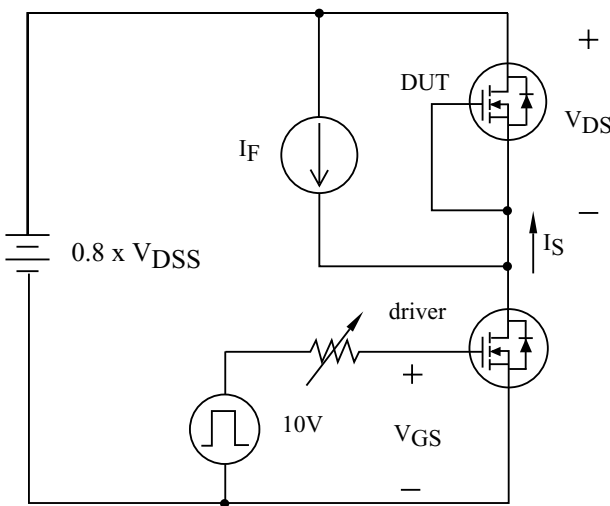 +
DUT
V_DS
I_F
−
I_S
0.8 x V_DSS
driver
+
10V
V_GS
−